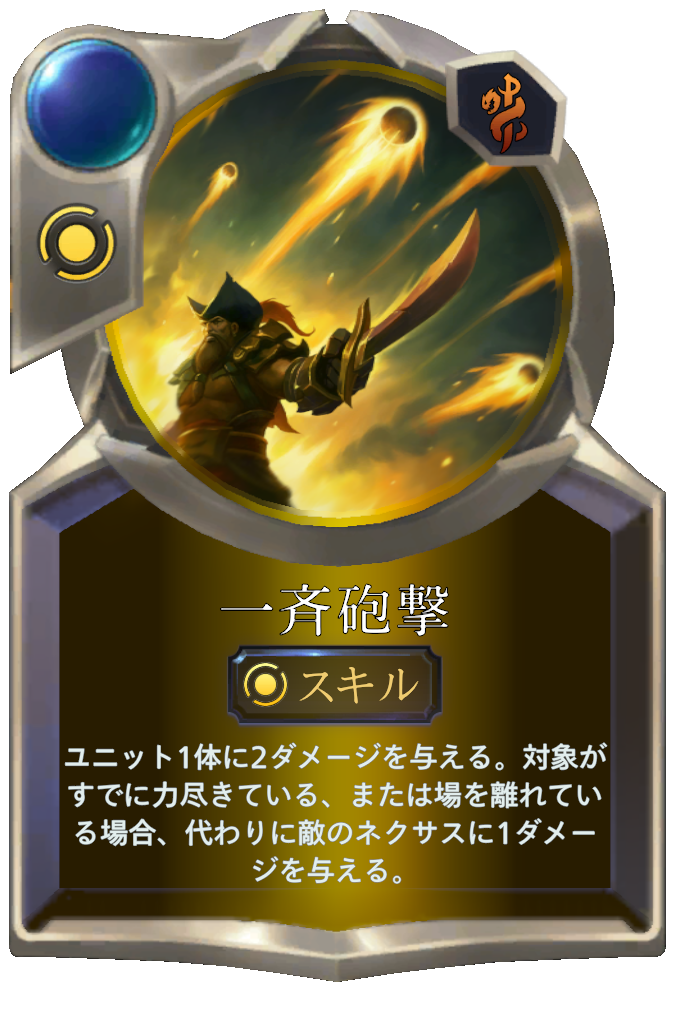 一斉砲撃
スキル
ユニット1体に2ダメージを与える。対象が
すでに力尽きている、または場を離れてい
る場合、代わりに敵のネクサスに1ダメー
ジを与える。